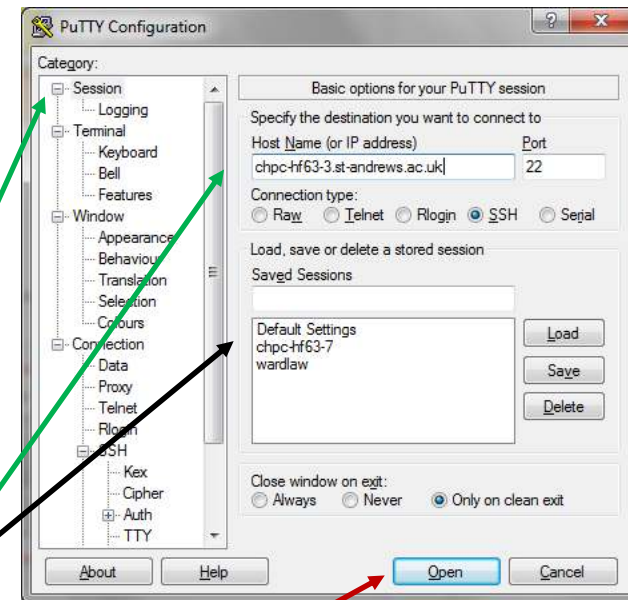 PuTTY Configuration
Category:
Session
Logging
Terminal
Keyboard
Bell
Features
Window
Appearance
Behaviour
Translation
Selection
Colours
Connection
Data
Proxy
Telnet
Rlogin
SSH
Kex
Cipher
Auth
TTY
Basic options for your PuTTY session
Specify the destination you want to connect to
Host Name (or IP address) Port
chpc-hf63-3.st-andrews.ac.uk 22
Connection type:
Raw Telnet Rlogin SSH Serial
Load, save or delete a stored session
Saved Sessions
Default Settings
chpc-hf63-7
wardlaw
Load
Save
Delete
Close window on exit:
Always Never Only on clean exit
About Help Open Cancel